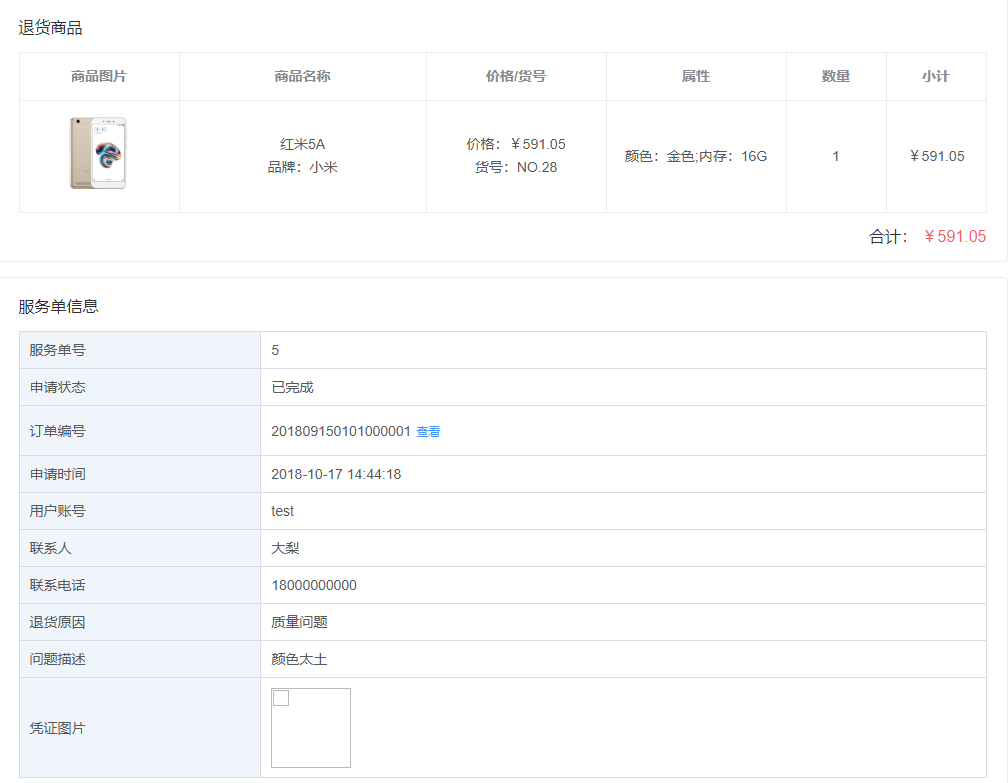 退货商品
商品图片 商品名称 价格/货号 属性 数量 小计
红米5A
品牌：小米
价格：￥591.05
货号：NO.28
颜色：金色;内存：16G
1
￥591.05
合计：￥591.05
服务单信息
服务单号 5
申请状态 已完成
订单编号 201809150101000001 查看
申请时间 2018-10-17 14:44:18
用户账号 test
联系人 大梨
联系电话 18000000000
退货原因 质量问题
问题描述 颜色太土
凭证图片